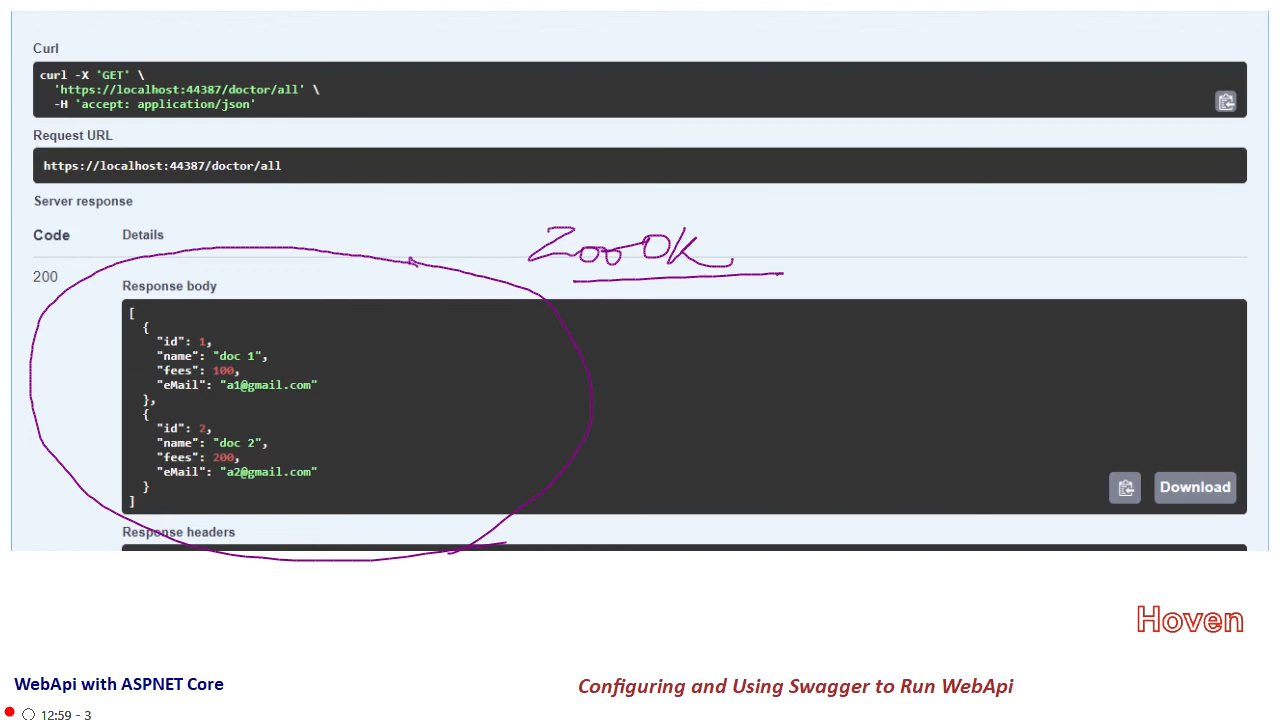 Curl
curl -X 'GET' \
'https://localhost:44387/doctor/all' \
-H 'accept: application/json'
Request URL
https://localhost:44387/doctor/all
Server response
Code Details
200 OK
200
Response body
[
{
"id": 1,
"name": "doc 1",
"fees": 100,
"eMail": "a1@gmail.com"
},
{
"id": 2,
"name": "doc 2",
"fees": 200,
"eMail": "a2@gmail.com"
}
]
Download
Response headers
Hoven
WebApi with ASPNET Core
Configuring and Using Swagger to Run WebApi
12:59 - 3